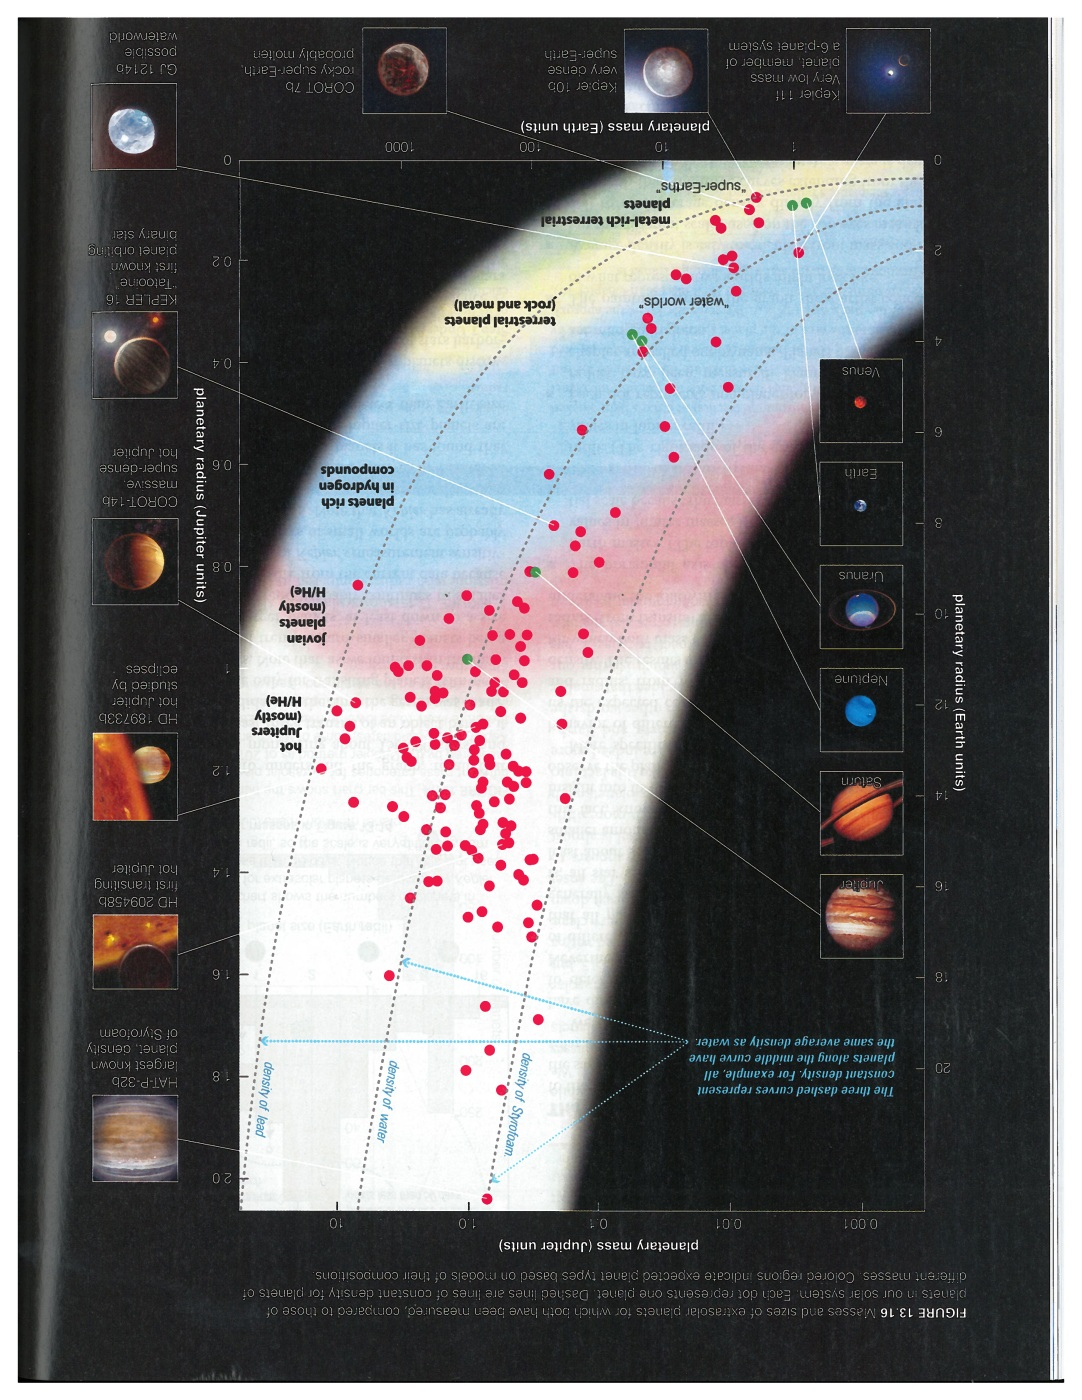 FIGURE 13.16 Masses and sizes of extrasolar planets for which both have been measured, compared to those of
planets in our solar system. Each dot represents one planet. Dashed lines are lines of constant density for planets of
different masses. Colored regions indicate expected planet types based on models of their compositions
planetary mass (Jupiter units)
0.001
0.01
0.1
1.0
10
planetary radius (Earth units)
20
18
16
14
12
10
8
6
4
2
0
The three dashed curves represent
constant density. For example, all
planets along the middle curve have
the same average density as water.
density of Styrofoam.
density of water
density of lead
Jupiter
Saturn
Neptune
Uranus
Earth
Venus
hot
Jupiters
(mostly
H/He)
jovian
planets
(mostly
H/He)
planets rich
in hydrogen
compounds
terrestrial planets
(rock and metal)
"water worlds"
metal-rich terrestrial
planets
"super-Earths"
2.0
1.8
1.6
1.4
1.2
1
0.8
0.6
0.4
0.2
0
planetary radius (Jupiter units)
HAT-P-32b
largest known
planet, density
of Styrofoam
HD 209458b
first transiting
hot Jupiter
HD 189733b
hot Jupiter
studied by
eclipses
COROT-14b
massive,
super-dense
hot Jupiter
KEPLER 16
"Tatooine"
first known
planet orbiting
binary star
GJ 1214b
possible
waterworld
1
10
100
1000
planetary mass (Earth units)
Kepler 11f
Very low mass
planet, member of
a 6-planet system
Kepler 10b
very dense
super-Earth
COROT 7b
rocky super-Earth,
probably molten